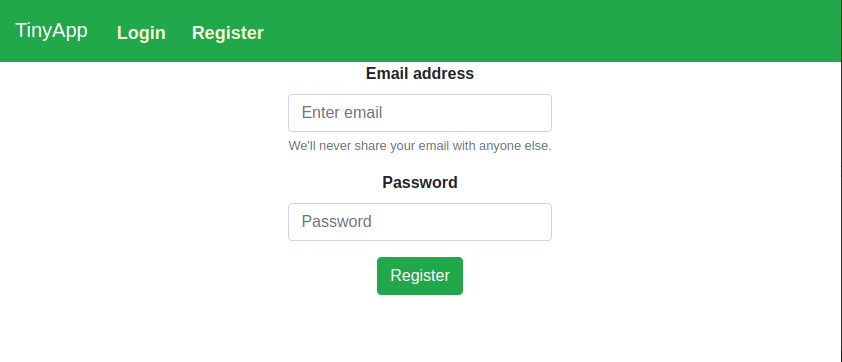 TinyApp Login Register
Email address
Enter email
We'll never share your email with anyone else.
Password
Password
Register